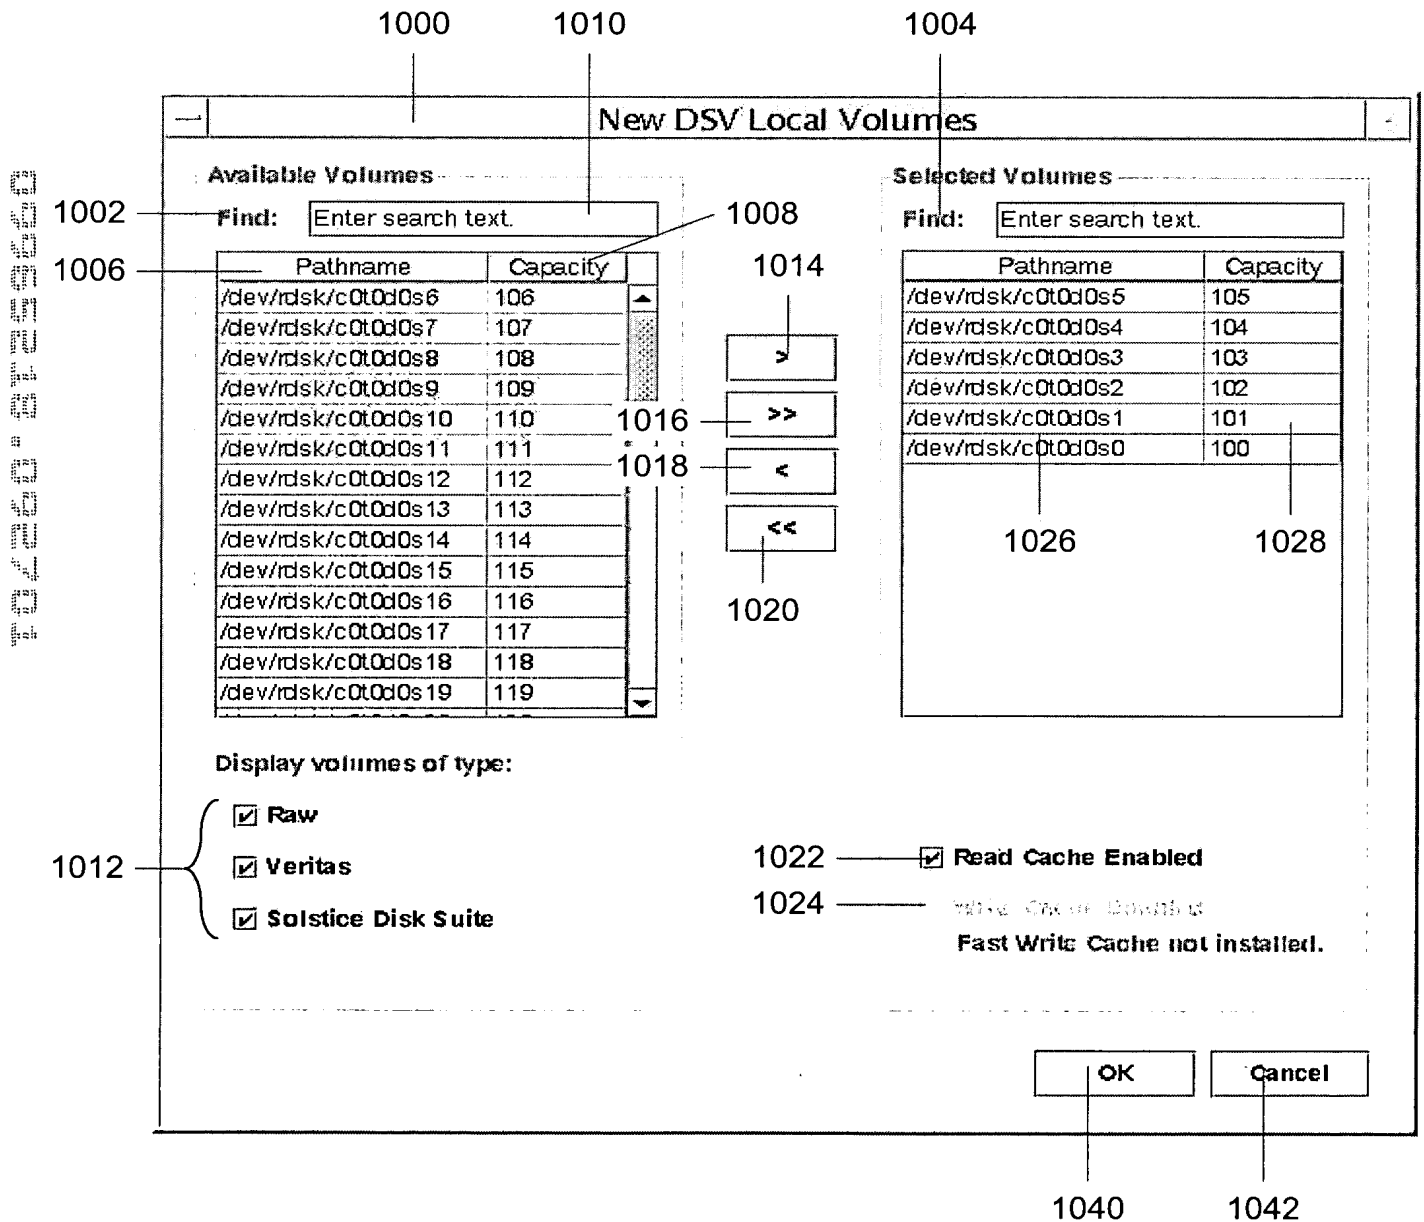 1000 1010 1004
New DSV Local Volumes
Available Volumes
Selected Volumes
1002
Find: Enter search text.
1008
Find: Enter search text.
1006
Pathname Capacity
1014
Pathname Capacity
/dev/rdsk/c0t0d0s6 106
/dev/rdsk/c0t0d0s7 107
/dev/rdsk/c0t0d0s8 108
/dev/rdsk/c0t0d0s9 109
/dev/rdsk/c0t0d0s10 110
/dev/rdsk/c0t0d0s11 111
/dev/rdsk/c0t0d0s12 112
/dev/rdsk/c0t0d0s13 113
/dev/rdsk/c0t0d0s14 114
/dev/rdsk/c0t0d0s15 115
/dev/rdsk/c0t0d0s16 116
/dev/rdsk/c0t0d0s17 117
/dev/rdsk/c0t0d0s18 118
/dev/rdsk/c0t0d0s19 119
>
1016 >>
1018 <
<<
1020
/dev/rdsk/c0t0d0s5 105
/dev/rdsk/c0t0d0s4 104
/dev/rdsk/c0t0d0s3 103
/dev/rdsk/c0t0d0s2 102
/dev/rdsk/c0t0d0s1 101
/dev/rdsk/c0t0d0s0 100
1026 1028
Display volumes of type:
Raw
1012
Veritas
Solstice Disk Suite
1022 Read Cache Enabled
1024
Fast Write Cache not installed.
OK Cancel
1040 1042